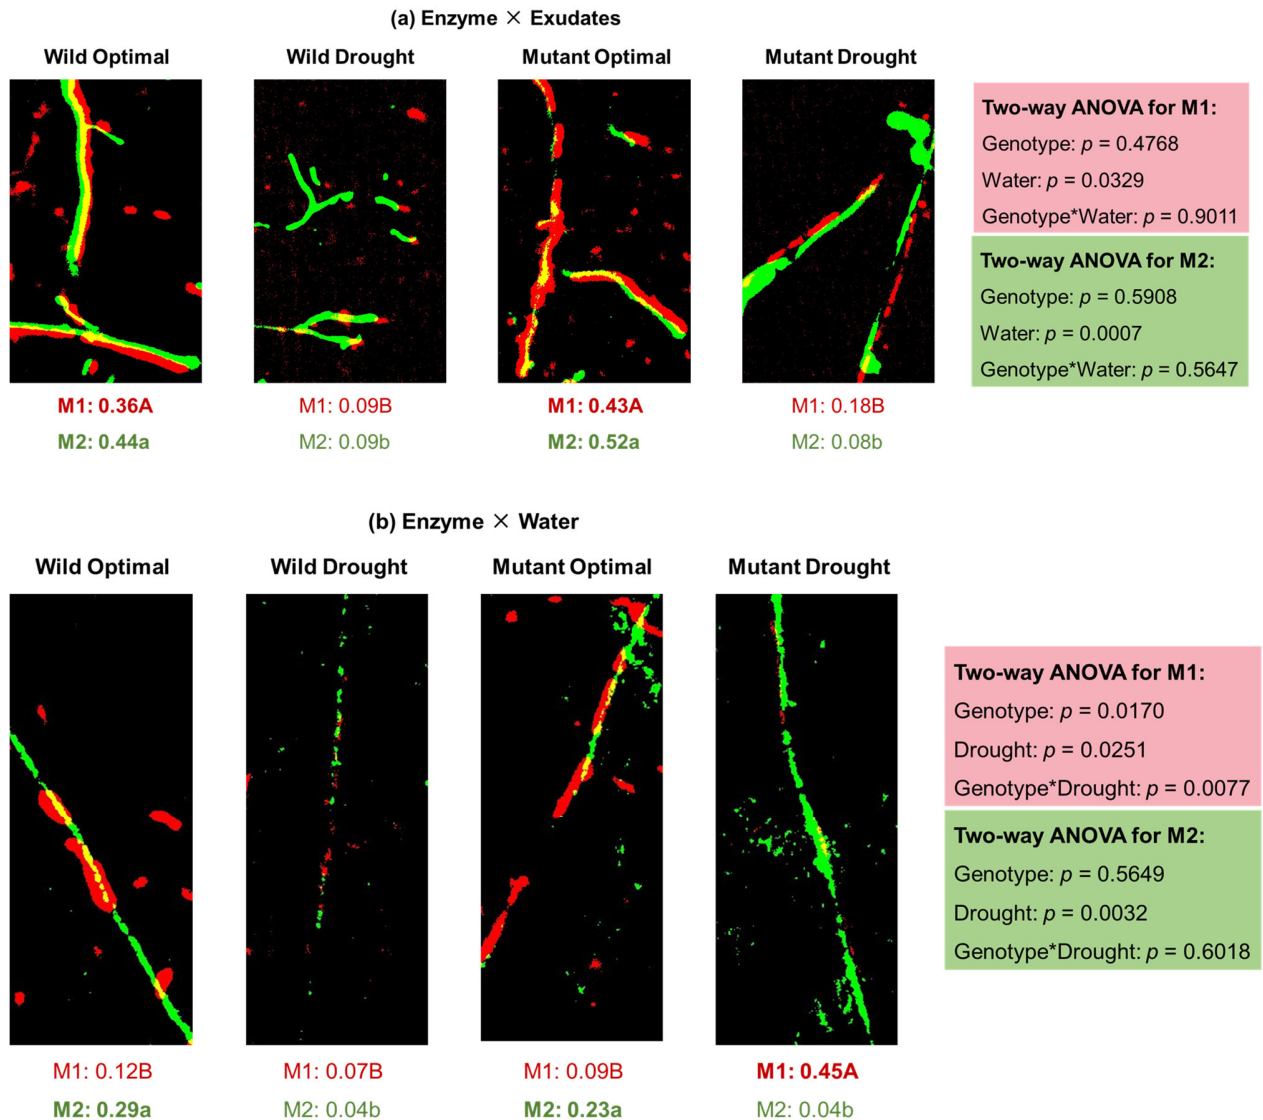 (a) Enzyme × Exudates
Wild Optimal
Wild Drought
Mutant Optimal
Mutant Drought
Two-way ANOVA for M1:
Genotype: p = 0.4768
Water: p = 0.0329
Genotype*Water: p = 0.9011
Two-way ANOVA for M2:
Genotype: p = 0.5908
Water: p = 0.0007
Genotype*Water: p = 0.5647
M1: 0.36A
M1: 0.09B
M1: 0.43A
M1: 0.18B
M2: 0.44a
M2: 0.09b
M2: 0.52a
M2: 0.08b
(b) Enzyme × Water
Wild Optimal
Wild Drought
Mutant Optimal
Mutant Drought
Two-way ANOVA for M1:
Genotype: p = 0.0170
Drought: p = 0.0251
Genotype*Drought: p = 0.0077
Two-way ANOVA for M2:
Genotype: p = 0.5649
Drought: p = 0.0032
Genotype*Drought: p = 0.6018
M1: 0.12B
M1: 0.07B
M1: 0.09B
M1: 0.45A
M2: 0.29a
M2: 0.04b
M2: 0.23a
M2: 0.04b